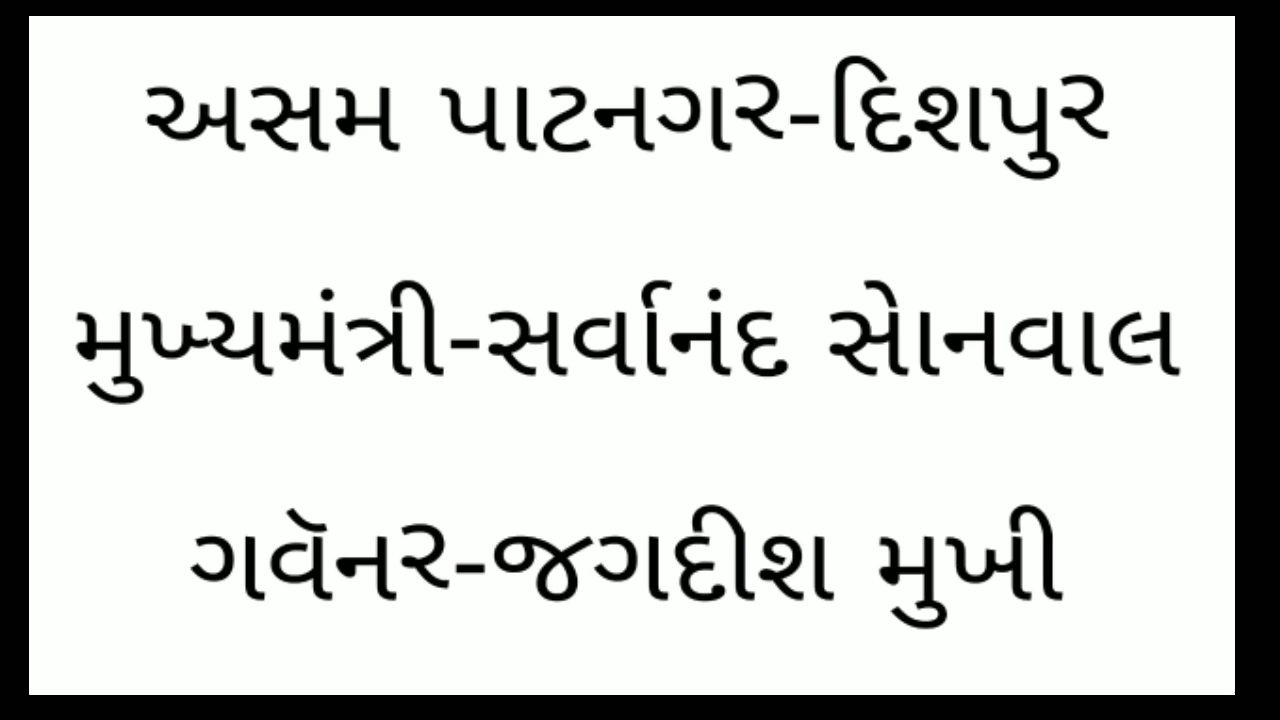 અસમ પાટનગર-દિશપુર
મુખ્યમંત્રી-સર્વાનંદ સેાનવાલ
ગવૅનર-જગદીશ મુખી